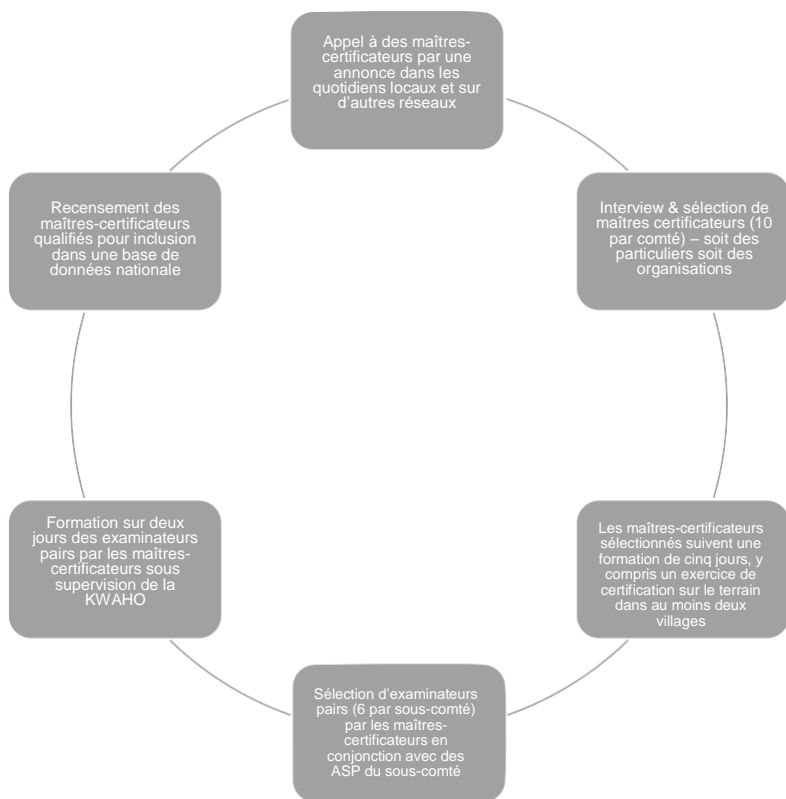 Appel à des maîtres-
certificateurs par une
annonce dans les
quotidiens locaux et sur
d'autres réseaux
Interview & sélection de
maîtres certificateurs (10
par comté) – soit des
particuliers soit des
organisations
Les maîtres-certificateurs
sélectionnés suivent une
formation de cinq jours, y
compris un exercice de
certification sur le terrain
dans au moins deux
villages
Sélection d'examinateurs
pairs (6 par sous-comté)
par les maîtres-
certificateurs en
conjonction avec des
ASP du sous-comté
Formation sur deux
jours des examinateurs
pairs par les maîtres-
certificateurs sous
supervision de la
KWAHO
Recensement des
maîtres-certificateurs
qualifiés pour inclusion
dans une base de
données nationale